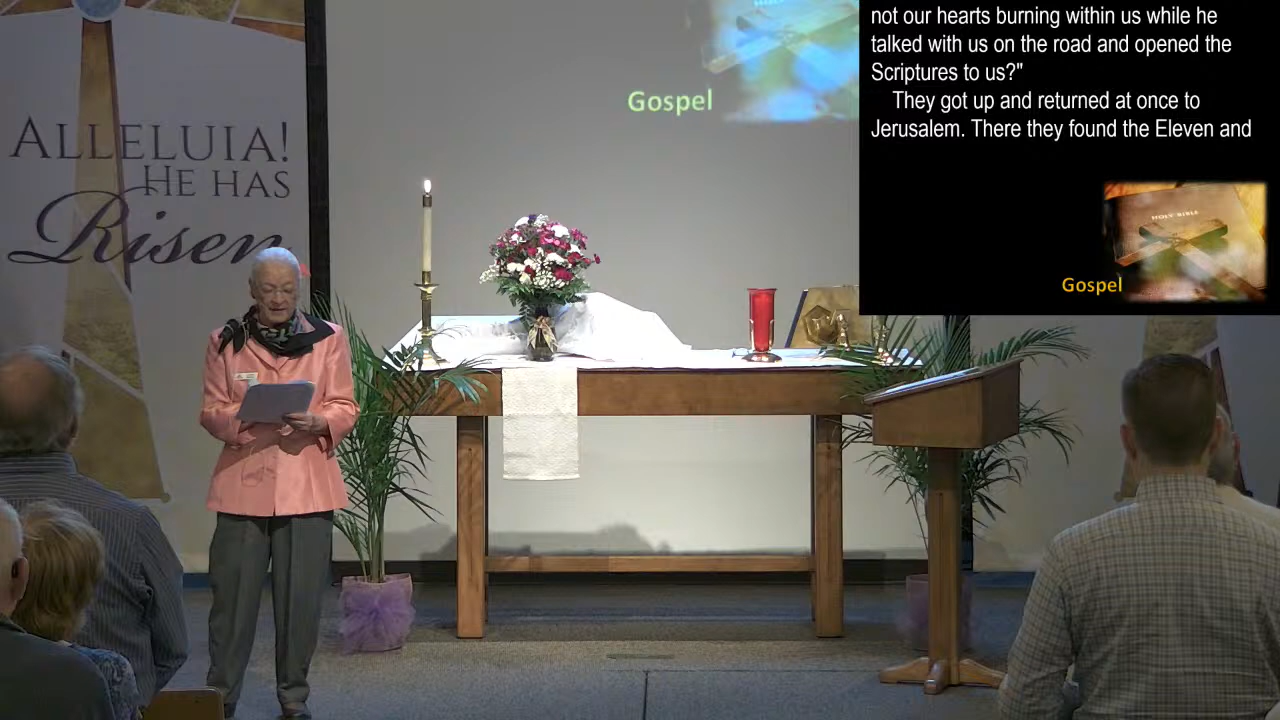 ALLELUIA!
HE HAS
Risen
Gospel
not our hearts burning within us while he
talked with us on the road and opened the
Scriptures to us?"
They got up and returned at once to
Jerusalem. There they found the Eleven and
HOLY BIBLE
Gospel